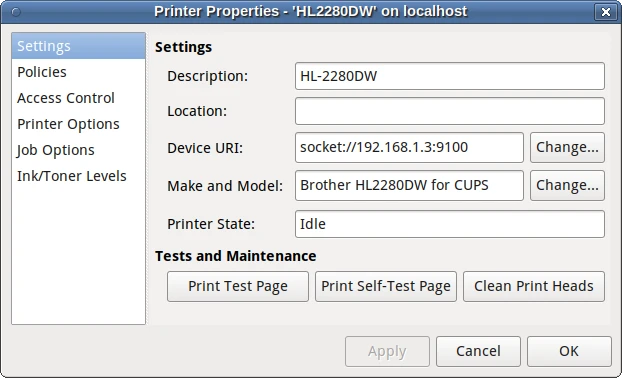 Printer Properties - 'HL2280DW' on localhost
Settings
Policies
Access Control
Printer Options
Job Options
Ink/Toner Levels
Settings
Description: HL-2280DW
Location:
Device URI: socket://192.168.1.3:9100 Change...
Make and Model: Brother HL2280DW for CUPS Change...
Printer State: Idle
Tests and Maintenance
Print Test Page Print Self-Test Page Clean Print Heads
Apply Cancel OK